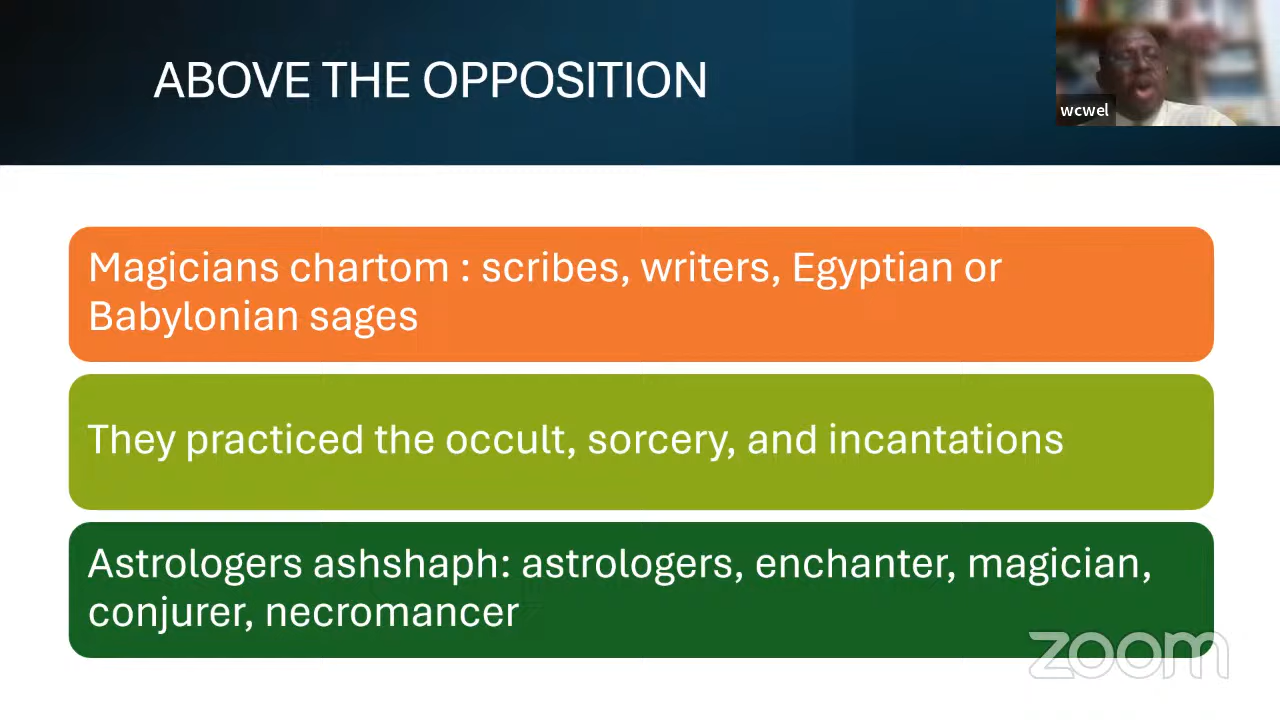 ABOVE THE OPPOSITION
wcwel
Magicians chartom : scribes, writers, Egyptian or
Babylonian sages
They practiced the occult, sorcery, and incantations
Astrologers ashshaph: astrologers, enchanter, magician,
conjurer, necromancer
zoom